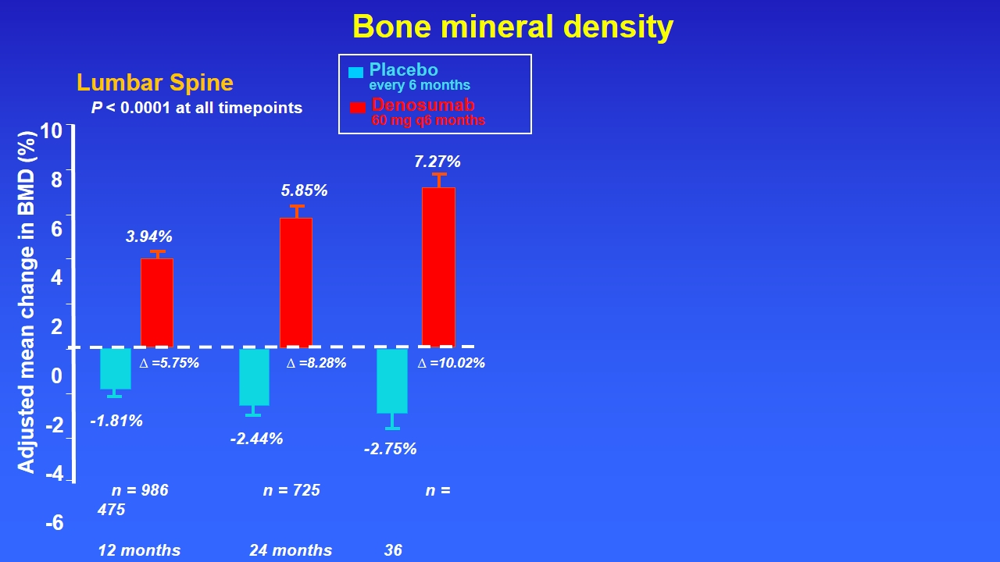 Bone mineral density
Placebo
every 6 months
Denosumab
60 mg q6 months
Lumbar Spine
P < 0.0001 at all timepoints
Adjusted mean change in BMD (%)
10
8
6
4
2
0
-2
-4
-6
3.94%
5.85%
7.27%
Δ =5.75%
Δ =8.28%
Δ =10.02%
-1.81%
-2.44%
-2.75%
n = 986 n = 725 n =
475
12 months 24 months 36